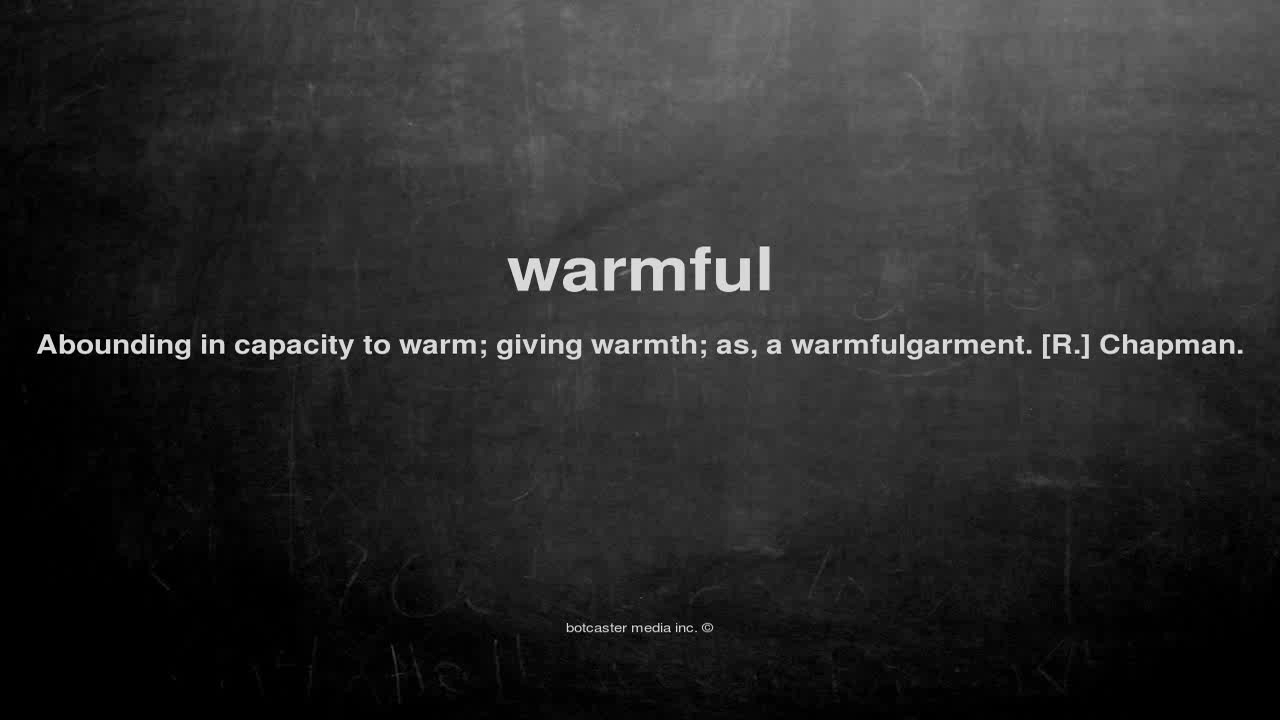 warmful
Abounding in capacity to warm; giving warmth; as, a warmfulgarment. [R.] Chapman.
botcaster media inc. ©